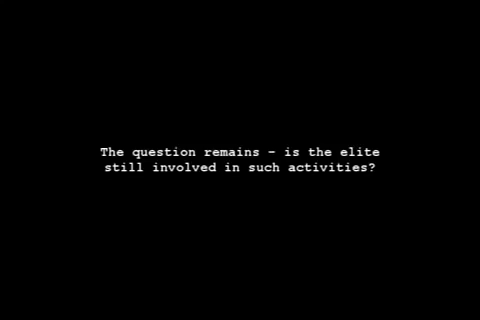 The question remains - is the elite
still involved in such activities?